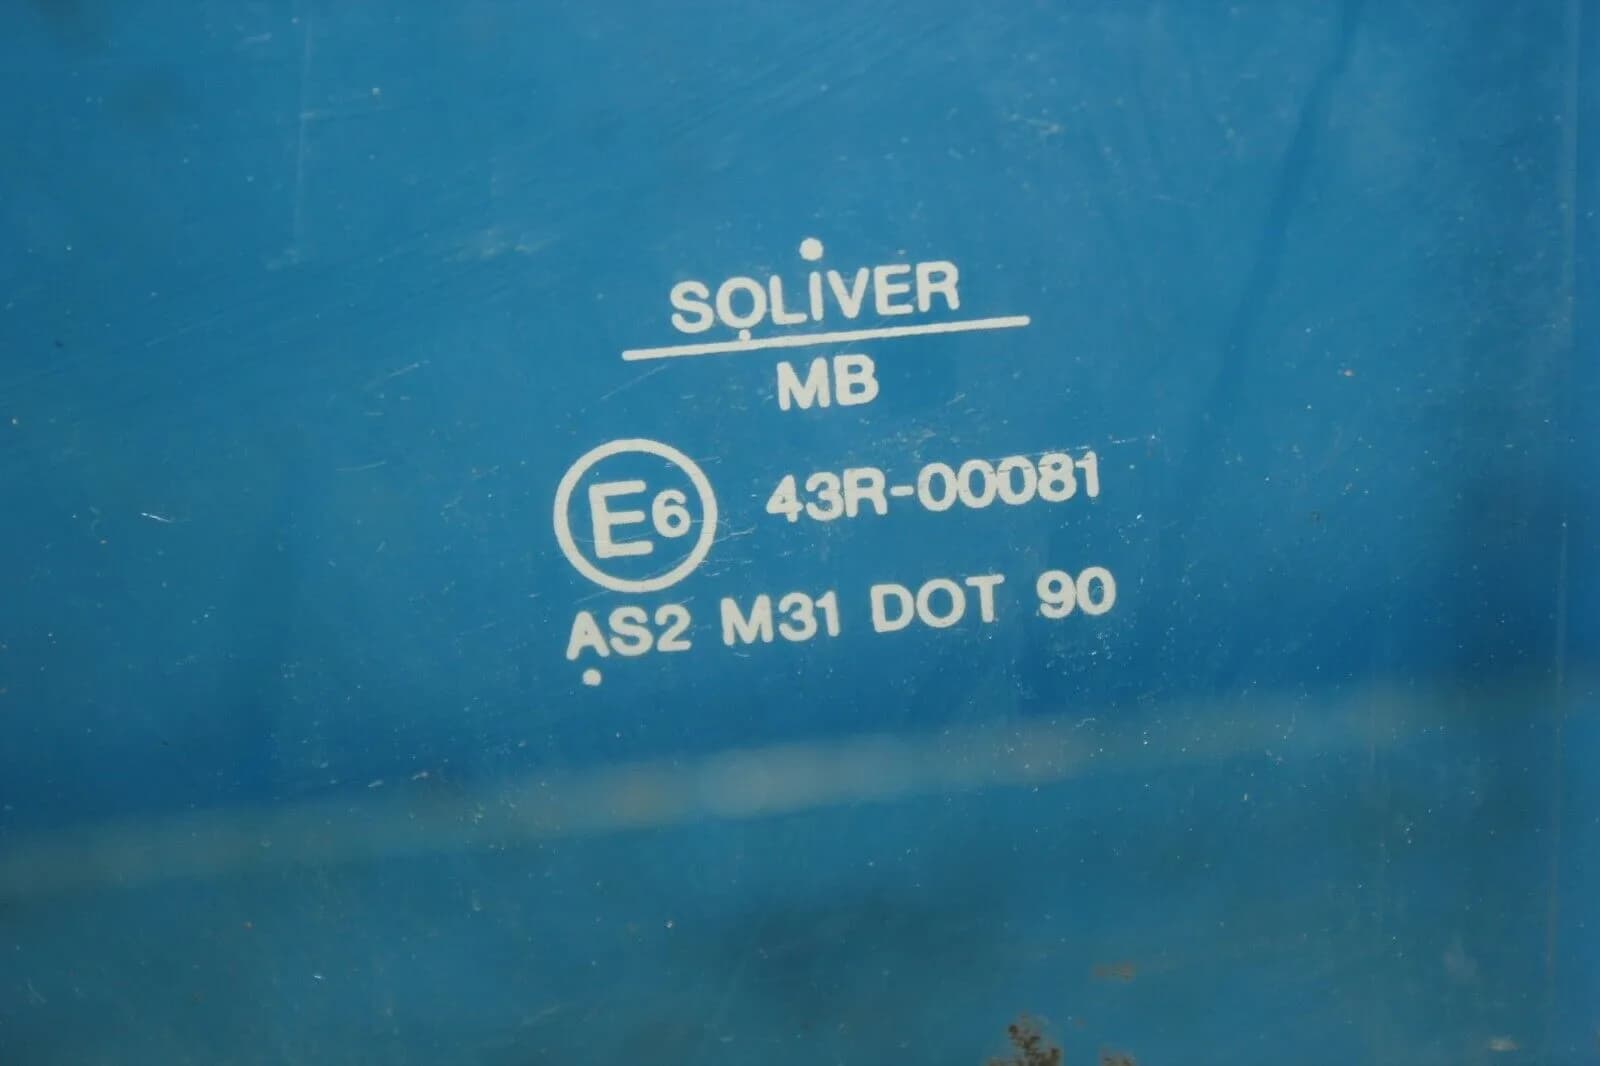 SOLIVER
MB
E6 43R-00081
AS2 M31 DOT 90